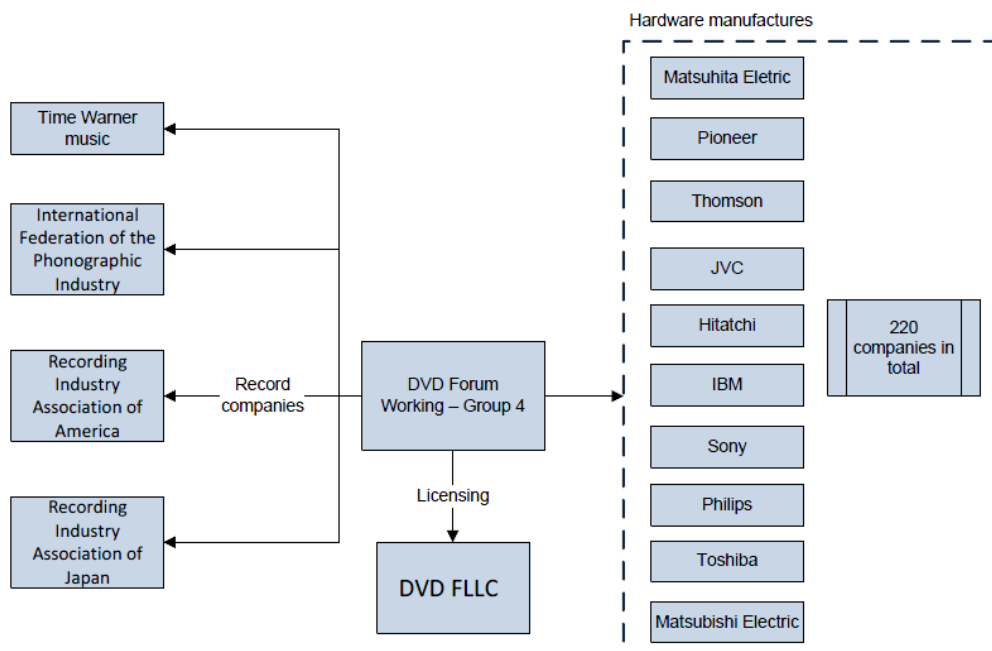 Hardware manufactures
Time Warner
music
International
Federation of the
Phonographic
Industry
Recording
Industry
Association of
America
Recording
Industry
Association of
Japan
Record
companies
DVD Forum
Working – Group 4
Licensing
DVD FLLC
Matsuhita Eletric
Pioneer
Thomson
JVC
Hitatchi
IBM
Sony
Philips
Toshiba
Matsubishi Electric
220
companies in
total